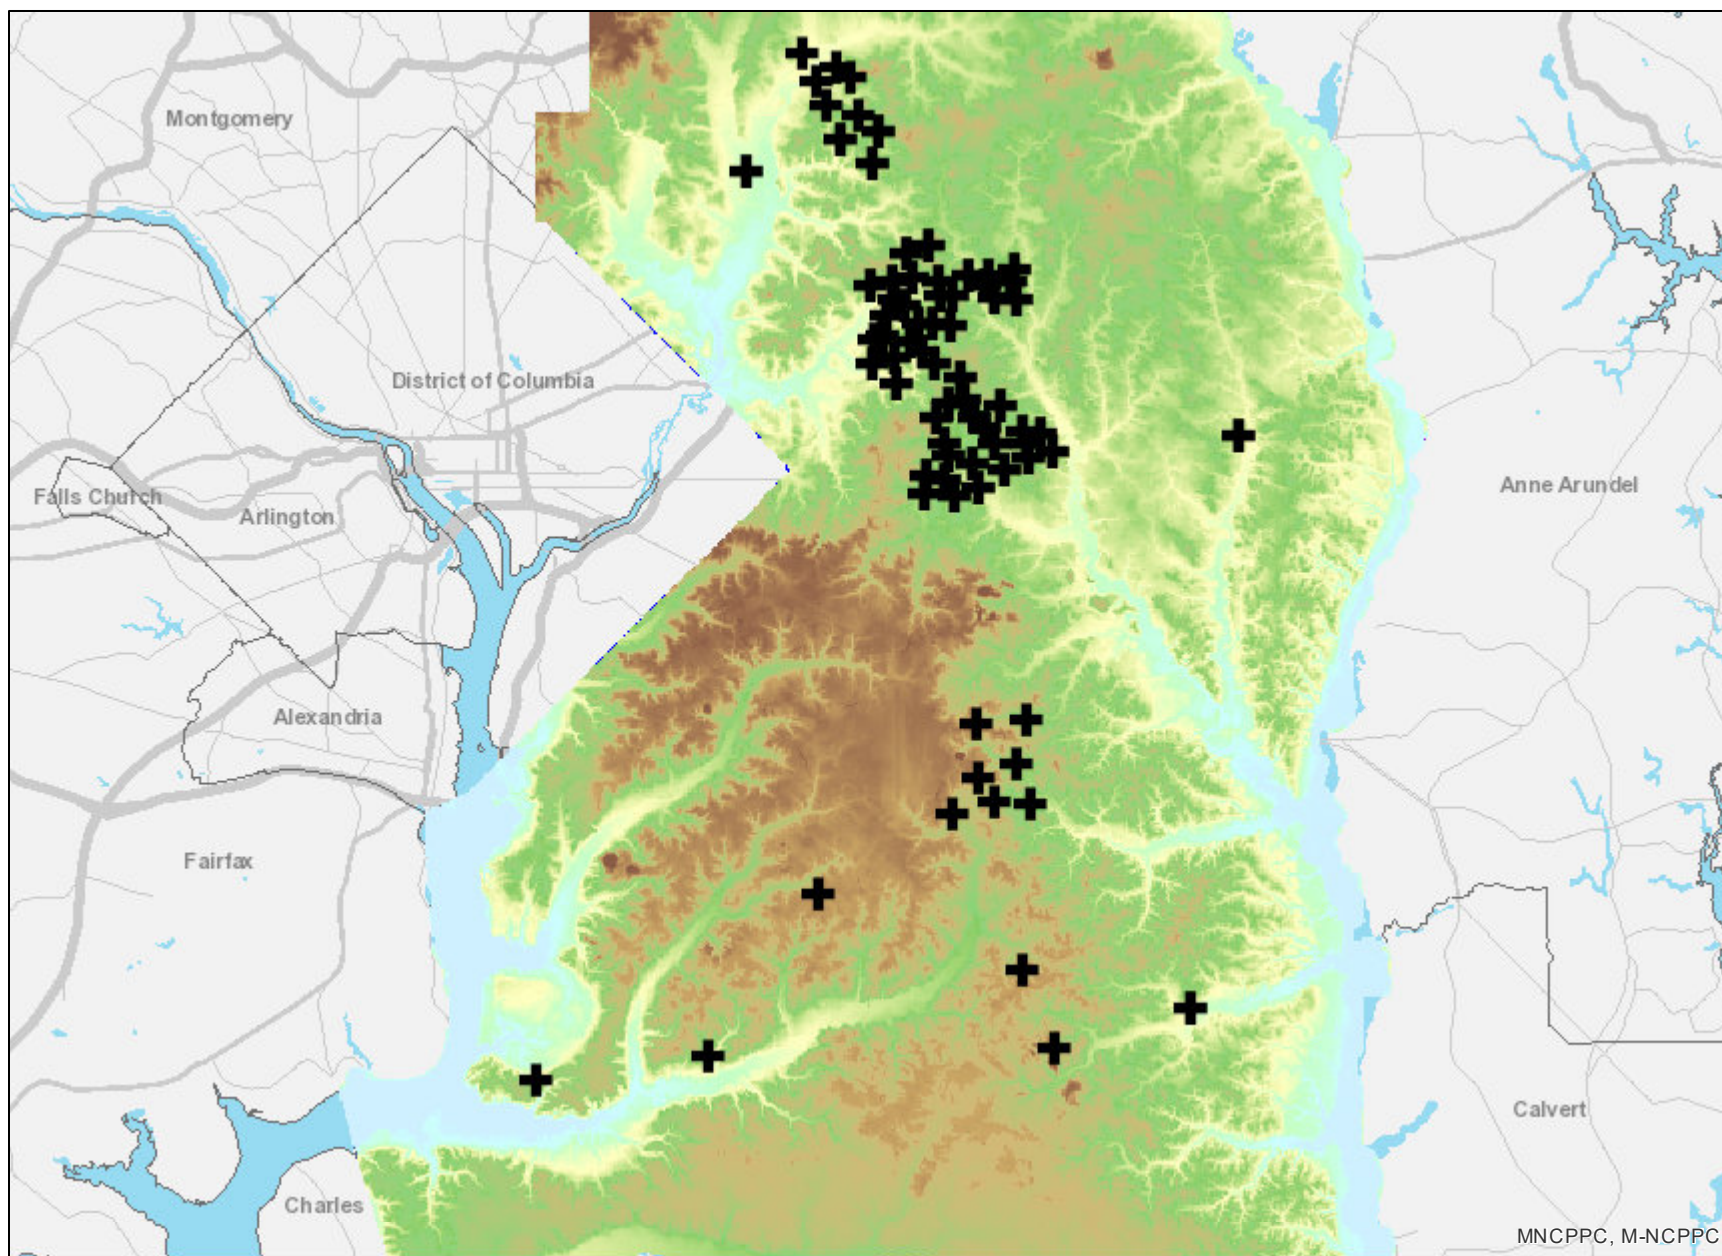 Montgomery
District of Columbia
Falls Church
Anne Arundel
Arlington
Alexandria
Fairfax
Calvert
Charles
MNCPPC, M-NCPPC